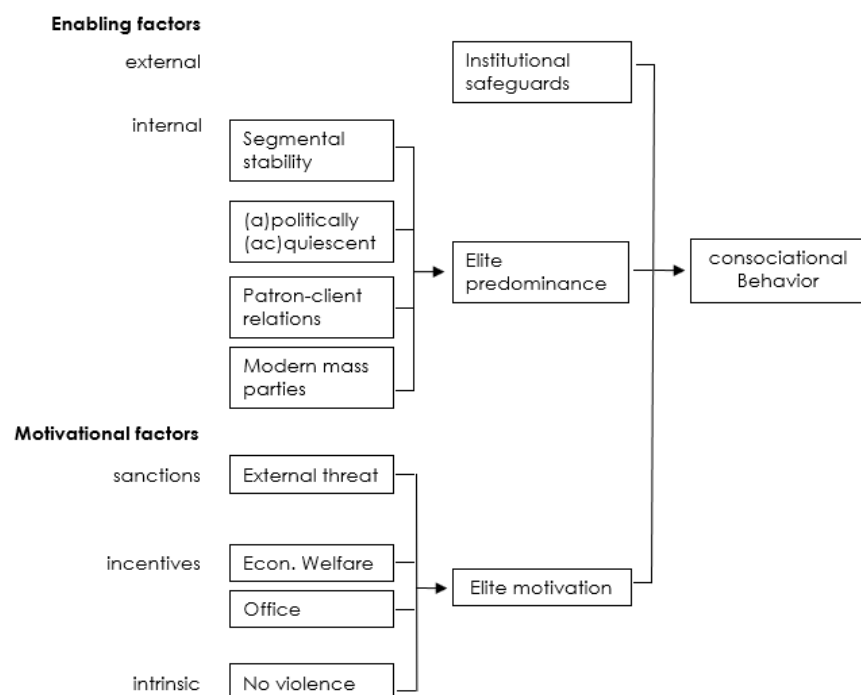 Enabling factors
external
Institutional
safeguards
internal
Segmental
stability
(a)politically
(ac)quiescent
Elite
predominance
consociational
Behavior
Patron-client
relations
Modern mass
parties
Motivational factors
sanctions
External threat
incentives
Econ. Welfare
Elite motivation
Office
intrinsic
No violence